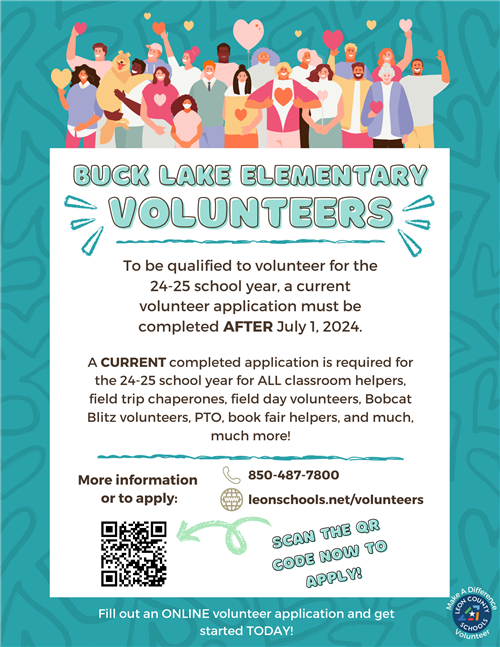 BUCK LAKE ELEMENTARY
VOLUNTEERS
To be qualified to volunteer for the
24-25 school year, a current
volunteer application must be
completed AFTER July 1, 2024.
A CURRENT completed application is required for
the 24-25 school year for ALL classroom helpers,
field trip chaperones, field day volunteers, Bobcat
Blitz volunteers, PTO, book fair helpers, and much,
much more!
More information
or to apply:
850-487-7800
leonschools.net/volunteers
SCAN THE QR
CODE NOW TO
APPLY!
Fill out an ONLINE volunteer application and get
started TODAY!
Make A Difference
LEON COUNTY
SCHOOLS
Volunteer